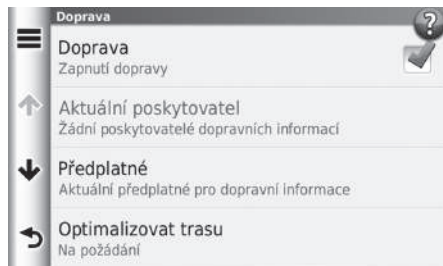 Doprava
?
Doprava
Zapnutí dopravy
Aktuální poskytovatel
Žádní poskytovatelé dopravních informací
Předplatné
Aktuální předplatné pro dopravní informace
Optimalizovat trasu
Na požádání